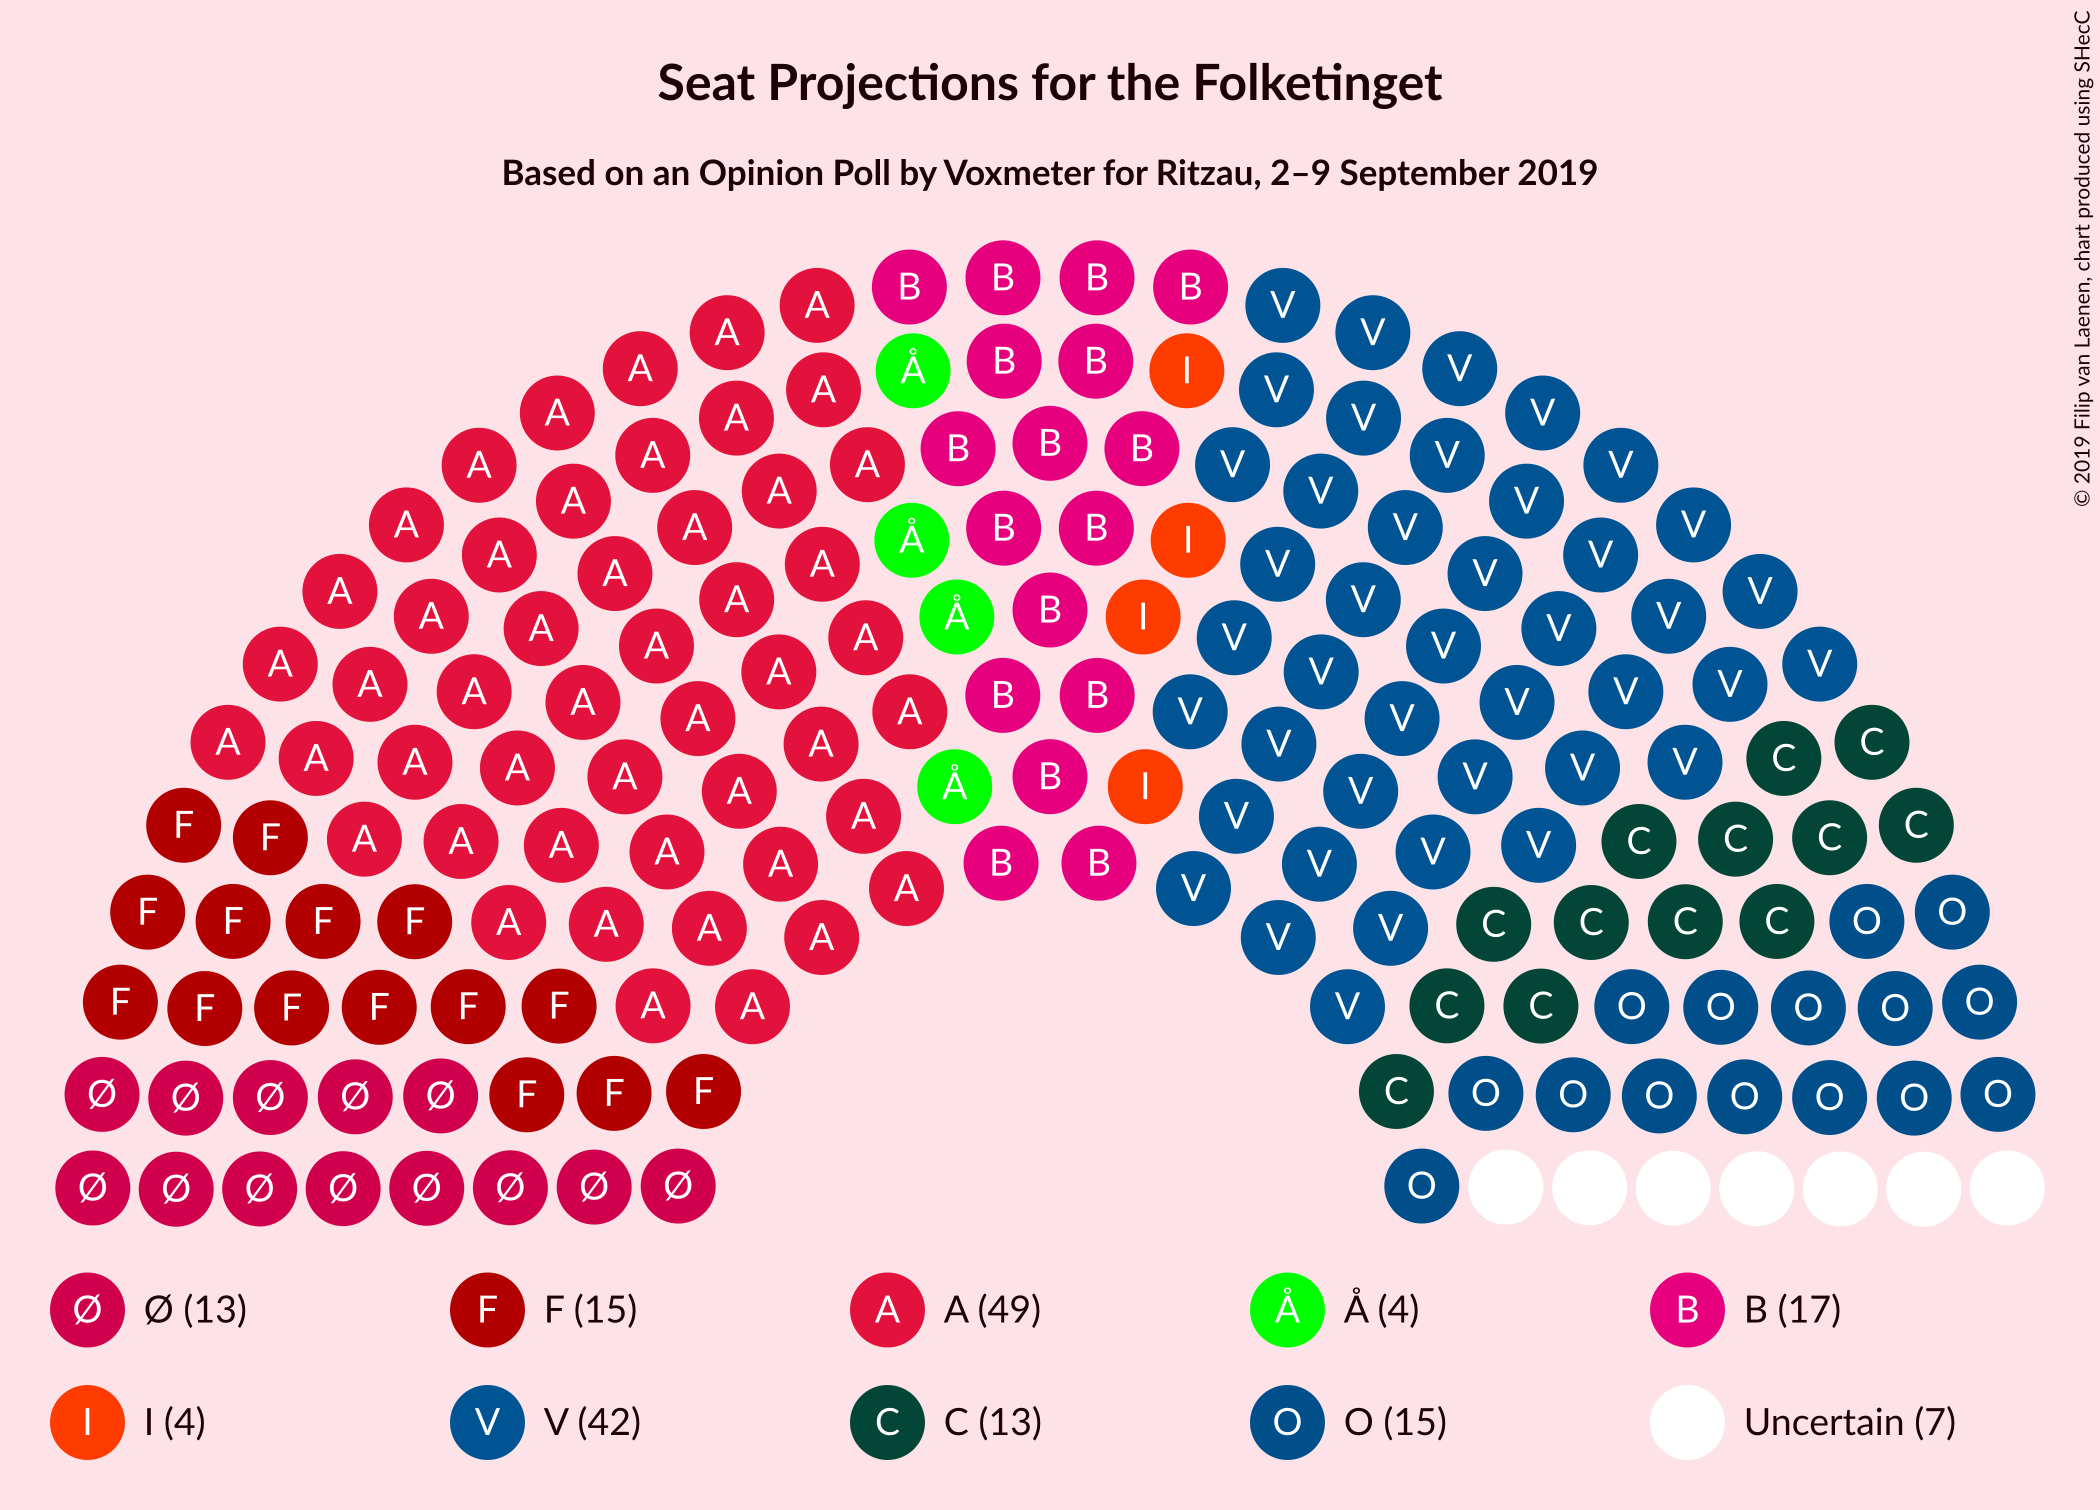 Seat Projections for the Folketinget
Based on an Opinion Poll by Voxmeter for Ritzau, 2–9 September 2019
© 2019 Filip van Laenen, chart produced using SHecC
A B B B B V
A V
A A Å B B I V V
A A V V
A A A B B B V V V
A A V V
A A Å B B I V V
A A A V V V
A A A Å B I V V V
A A A V V V
A A A A V V V V
A A A B B V V V
A A A A A V V V C C
A A Å B I V V
F F A A A A A V V V C C C C
A A B B V V
F F F F A A A A V V C C C C O O
F F F F F F A A V C C O O O O O
Ø Ø Ø Ø Ø F F F C O O O O O O O
Ø Ø Ø Ø Ø Ø Ø Ø O
Ø Ø (13) F F (15) A A (49) Å Å (4) B B (17)
I I (4) V V (42) C C (13) O O (15) Uncertain (7)